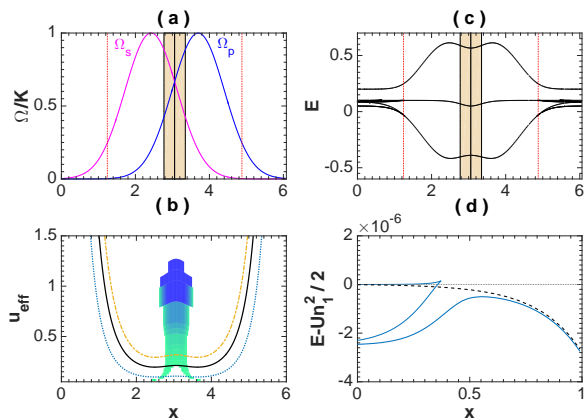 ( a )
Ω/K
1
0.5
0
Ω_s
Ω_p
0 2 4 6
( c )
E
0.5
0
-0.5
0 2 4 6
( b )
u_eff
1.5
1
0.5
0 2 4 6
x
( d )
×10^-6
E-Un_1^2 / 2
2
0
-2
-4
0 0.5 1
x